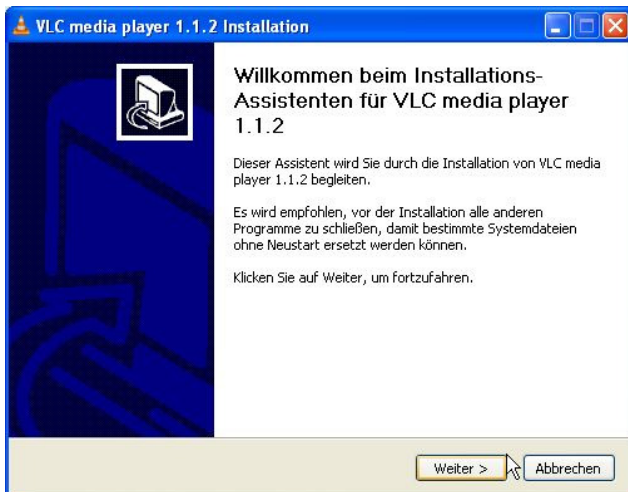 VLC media player 1.1.2 Installation
Willkommen beim Installations-
Assistenten für VLC media player
1.1.2
Dieser Assistent wird Sie durch die Installation von VLC media
player 1.1.2 begleiten.
Es wird empfohlen, vor der Installation alle anderen
Programme zu schließen, damit bestimmte Systemdateien
ohne Neustart ersetzt werden können.
Klicken Sie auf Weiter, um fortzufahren.
Weiter > Abbrechen